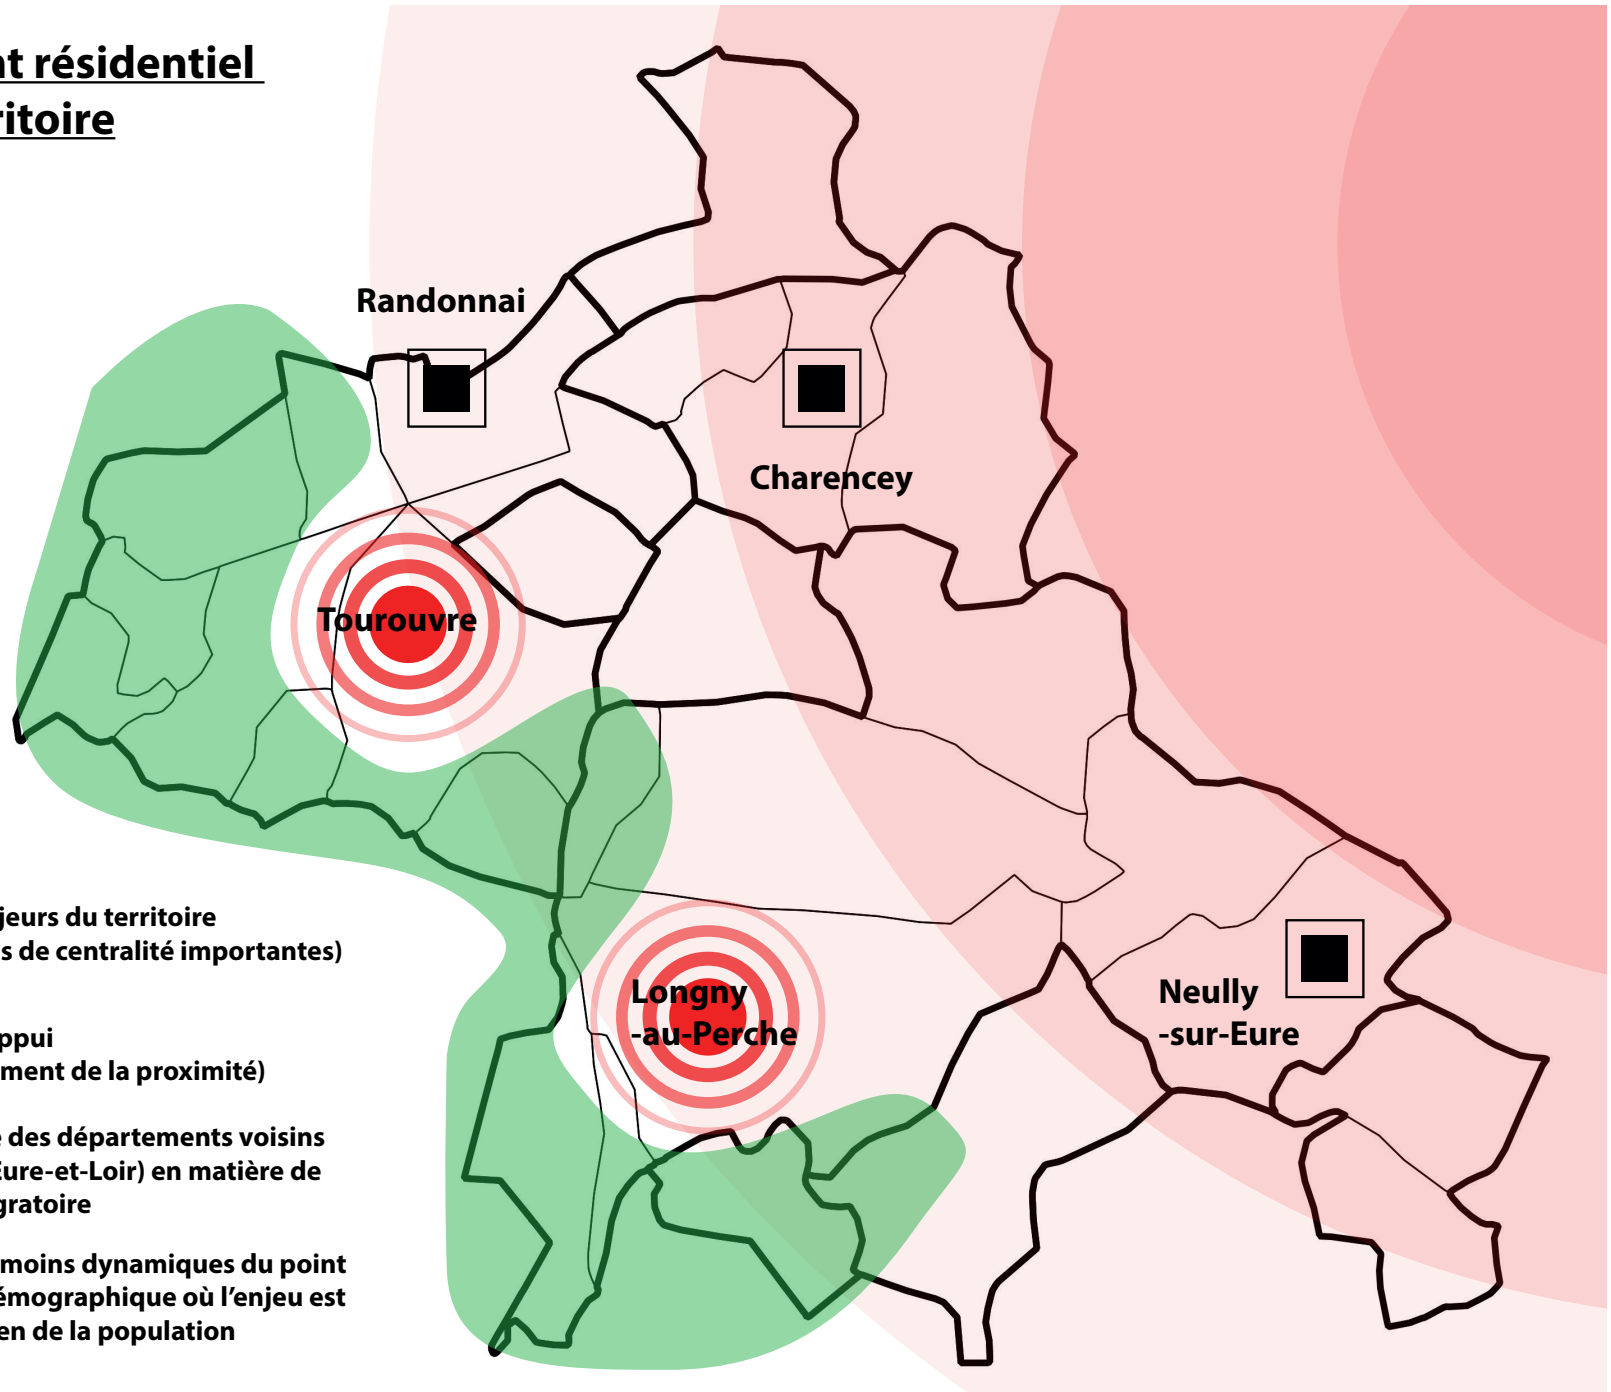 nt résidentiel
ritoire
Randonnai
Charencey
Tourouvre
jeurs du territoire
s de centralité importantes)
Longny
-au-Perche
Neully
-sur-Eure
ppui
ment de la proximité)
e des départements voisins
Eure-et-Loir) en matière de
gratoire
moins dynamiques du point
émographique où l'enjeu est
en de la population